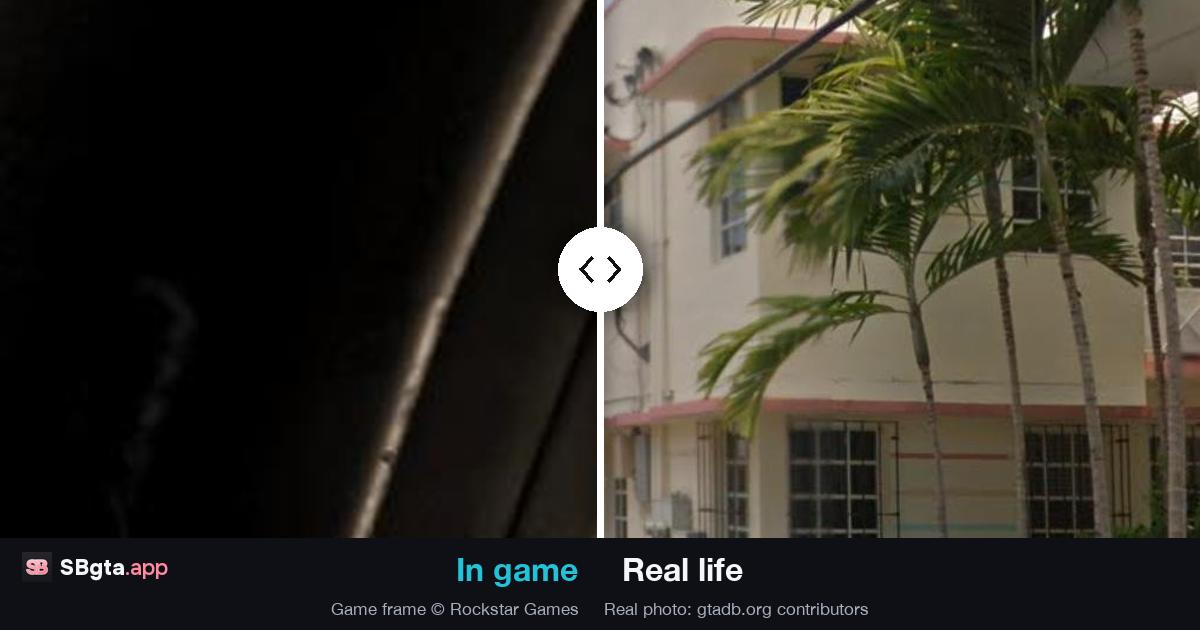 SB SBgta.app
In game
Real life
Game frame © Rockstar Games
Real photo: gtadb.org contributors